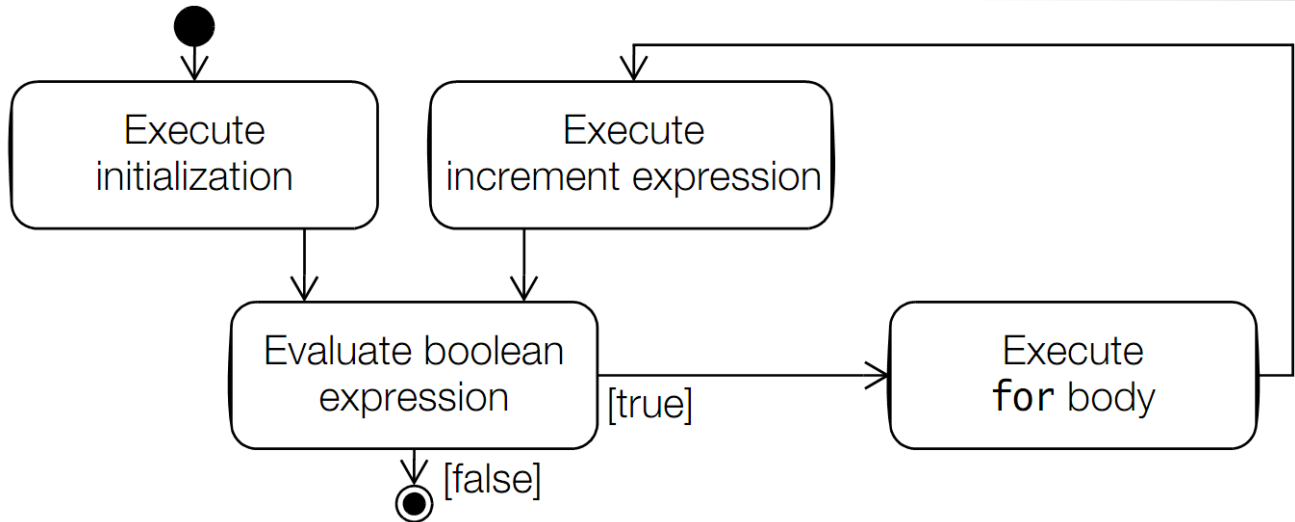 Execute
initialization
Execute
increment expression
Evaluate boolean
expression
[true]
Execute
for body
[false]